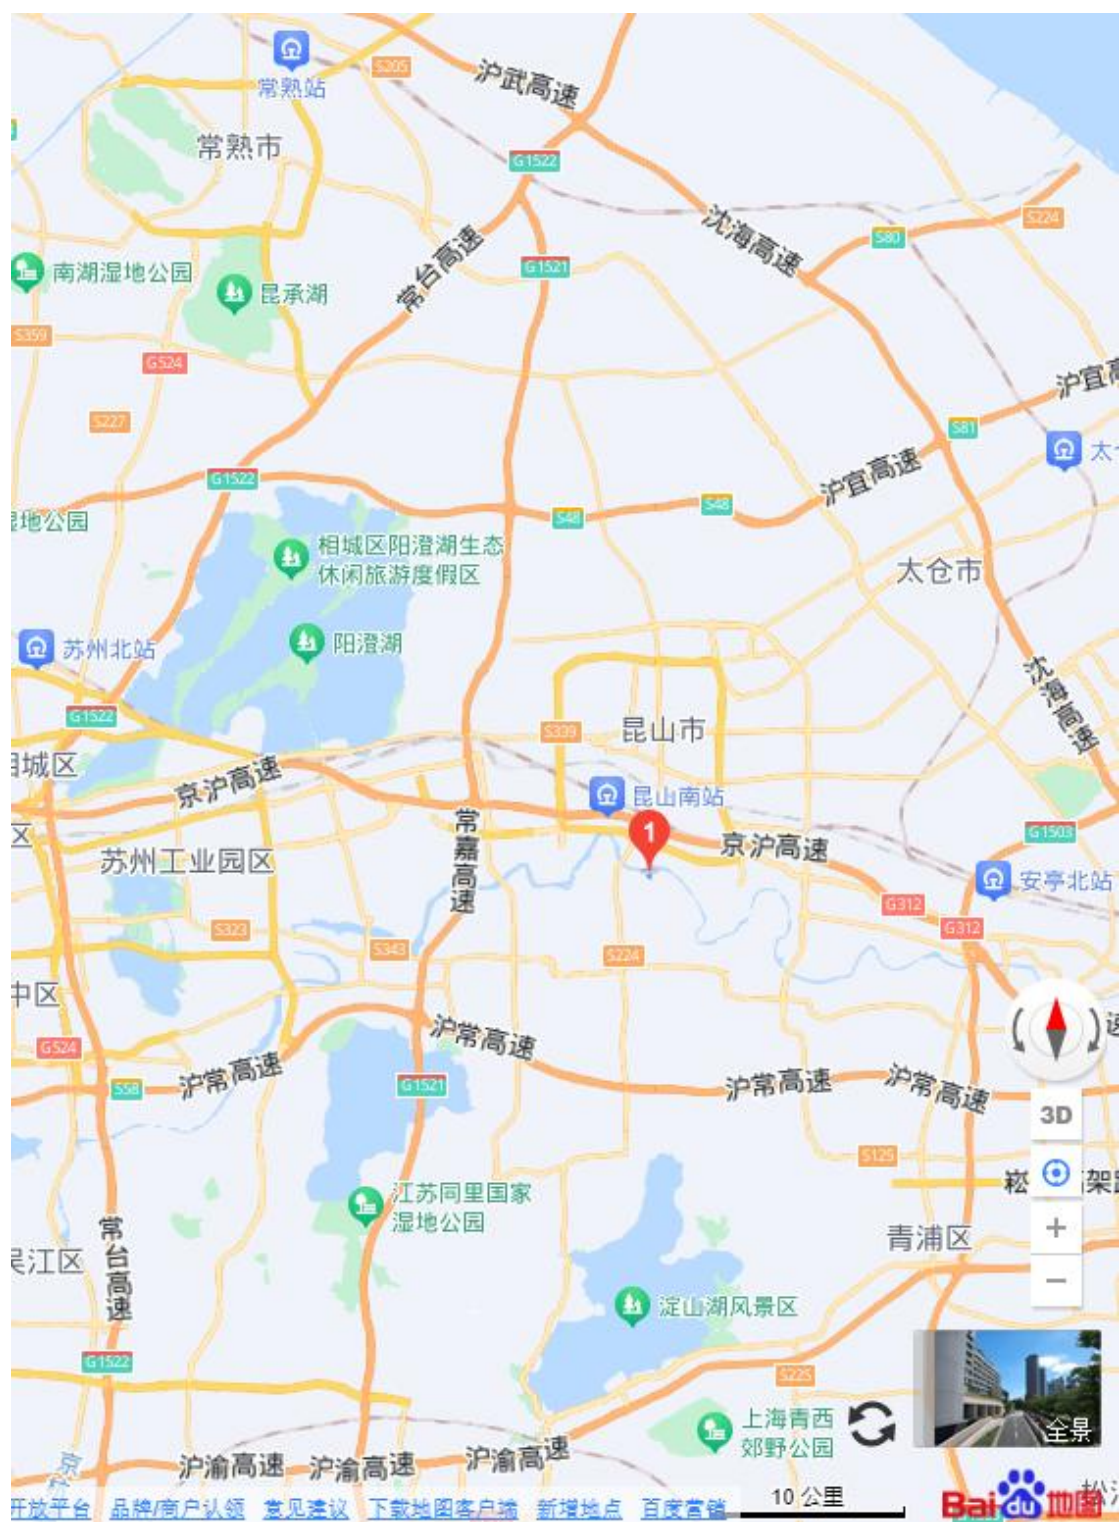 S205
沪武高速
常熟站
常熟市
G1522
沈海高速
S224
S80
常台高速
G1521
南湖湿地公园
昆承湖
S359
G524
沪宜高
S227
S81
太
G1522
沪宜高速
S48
S48
地公园
相城区阳澄湖生态
休闲旅游度假区
太仓市
阳澄湖
苏州北站
沈海高速
G1522
S339
昆山市
城区
京沪高速
昆山南站
1
常嘉高速
京沪高速
G1503
区
苏州工业园区
安亭北站
G312
G312
S323
S343
S224
中区
速
沪常高速
G524
沪常高速
S58
G1521
沪常高速
沪常高速
3D
S125
崧
架
江苏同里国家
湿地公园
青浦区
+
常台高速
江区
−
淀山湖风景区
G1522
S225
上海青西
郊野公园
全景
京
沪渝高速
沪渝高速
沪渝高速
10 公里
开放平台 品牌/商户认领 意见建议 下载地图客户端 新增地点 百度营销
Bai du 地图
松